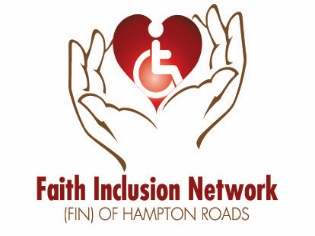 Faith Inclusion Network
(FIN) OF HAMPTON ROADS